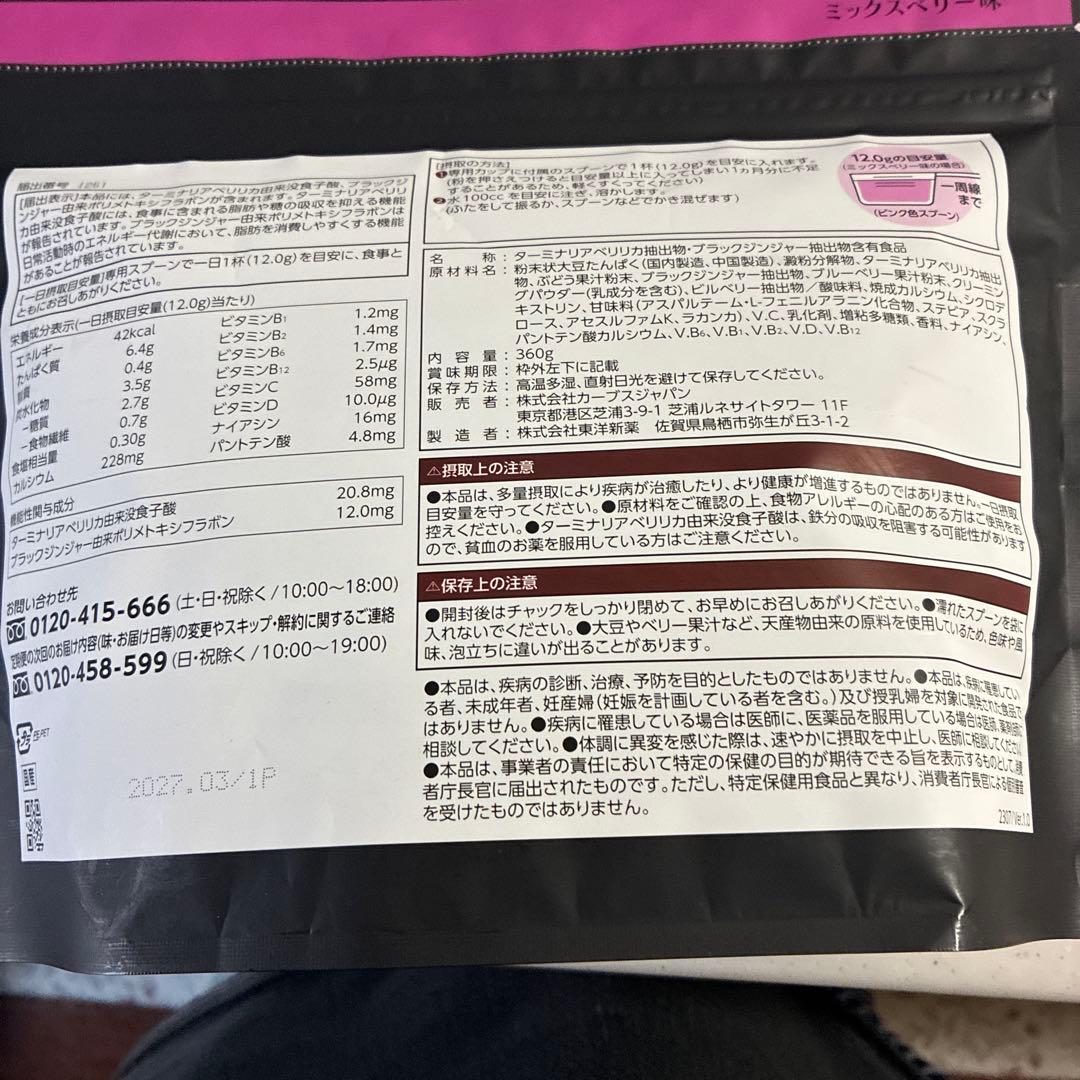 ミックスベリー味
届出番号
[届出表示]本品には、ターミナリアベリリカ由来没食子酸、ブラックジ
ンジャー由来ポリメトキシフラボンが含まれます。ターミナリアベリリ
カ由来没食子酸には、食事に含まれる脂肪や糖の吸収を抑える機能
が報告されています。ブラックジンジャー由来ポリメトキシフラボンは
日常活動時のエネルギー代謝において、脂肪を消費しやすくする機能
があることが報告されています。
[一日摂取目安量]専用スプーンで一日1杯(12.0g)を目安に、食事と
ともにお召しあがりください。
栄養成分表示(一日摂取目安量(12.0g)当たり)
エネルギー 42kcal ビタミンB1 1.2mg
たんぱく質 6.4g ビタミンB2 1.4mg
脂質 0.4g ビタミンB6 1.7mg
炭水化物 3.5g ビタミンB12 2.5μg
−糖質 2.7g ビタミンC 58mg
−食物繊維 0.7g ビタミンD 10.0μg
食塩相当量 0.30g ナイアシン 16mg
カルシウム 228mg パントテン酸 4.8mg
機能性関与成分
ターミナリアベリリカ由来没食子酸 20.8mg
ブラックジンジャー由来ポリメトキシフラボン 12.0mg
お問い合わせ先
0120-415-666 (土・日・祝除く/10:00〜18:00)
定期便の次回のお届け内容(味・お届け日等)の変更やスキップ・解約に関するご連絡
0120-458-599 (日・祝除く/10:00〜19:00)
プラ PE,PET
国産
2027.03/1P
[摂取の方法]
❶専用カップに付属のスプーンで1杯(12.0g)を目安に入れます。
(粉を押さえつけると目安量以上に入ってしまい1カ月分に不足
することがあるため、軽くすくってください)
❷水100ccを目安に注ぎ、溶かします。
(ふたをして振るか、スプーンなどでかき混ぜます)
12.0gの目安量
(ミックスベリー味の場合)
一周線
まで
(ピンク色スプーン)
名称:ターミナリアベリリカ抽出物・ブラックジンジャー抽出物含有食品
原材料名:粉末状大豆たんぱく(国内製造、中国製造)、澱粉分解物、ターミナリアベリリカ抽出
物、ぶどう果汁粉末、ブラックジンジャー抽出物、ブルーベリー果汁粉末、クリーミン
グパウダー(乳成分を含む)、ビルベリー抽出物/酸味料、焼成カルシウム、シクロデ
キストリン、甘味料(アスパルテーム・L-フェニルアラニン化合物、ステビア、スクラ
ロース、アセスルファムK、ラカンカ)、V.C、乳化剤、増粘多糖類、香料、ナイアシン、
パントテン酸カルシウム、V.B6、V.B1、V.B2、V.D、V.B12
内容量:360g
賞味期限:枠外左下に記載
保存方法:高温多湿、直射日光を避けて保存してください。
販売者:株式会社カーブスジャパン
東京都港区芝浦3-9-1 芝浦ルネサイトタワー 11F
製造者:株式会社東洋新薬 佐賀県鳥栖市弥生が丘3-1-2
⚠摂取上の注意
●本品は、多量摂取により疾病が治癒したり、より健康が増進するものではありません。一日摂取
目安量を守ってください。●原材料をご確認の上、食物アレルギーの心配のある方はご使用をお
控えください。●ターミナリアベリリカ由来没食子酸は、鉄分の吸収を阻害する可能性があります
ので、貧血のお薬を服用している方はご注意ください。
⚠保存上の注意
●開封後はチャックをしっかり閉めて、お早めにお召しあがりください。●濡れたスプーンを袋に
入れないでください。●大豆やベリー果汁など、天産物由来の原料を使用しているため、色味や風
味、泡立ちに違いが出ることがあります。
●本品は、疾病の診断、治療、予防を目的としたものではありません。●本品は、疾病に罹患してい
る者、未成年者、妊産婦(妊娠を計画している者を含む。)及び授乳婦を対象に開発された食品で
はありません。●疾病に罹患している場合は医師に、医薬品を服用している場合は医師、薬剤師に
相談してください。●体調に異変を感じた際は、速やかに摂取を中止し、医師に相談してください。
●本品は、事業者の責任において特定の保健の目的が期待できる旨を表示するものとして、消費
者庁長官に届出されたものです。ただし、特定保健用食品と異なり、消費者庁長官による個別審査
を受けたものではありません。
2307/Ver.1.0